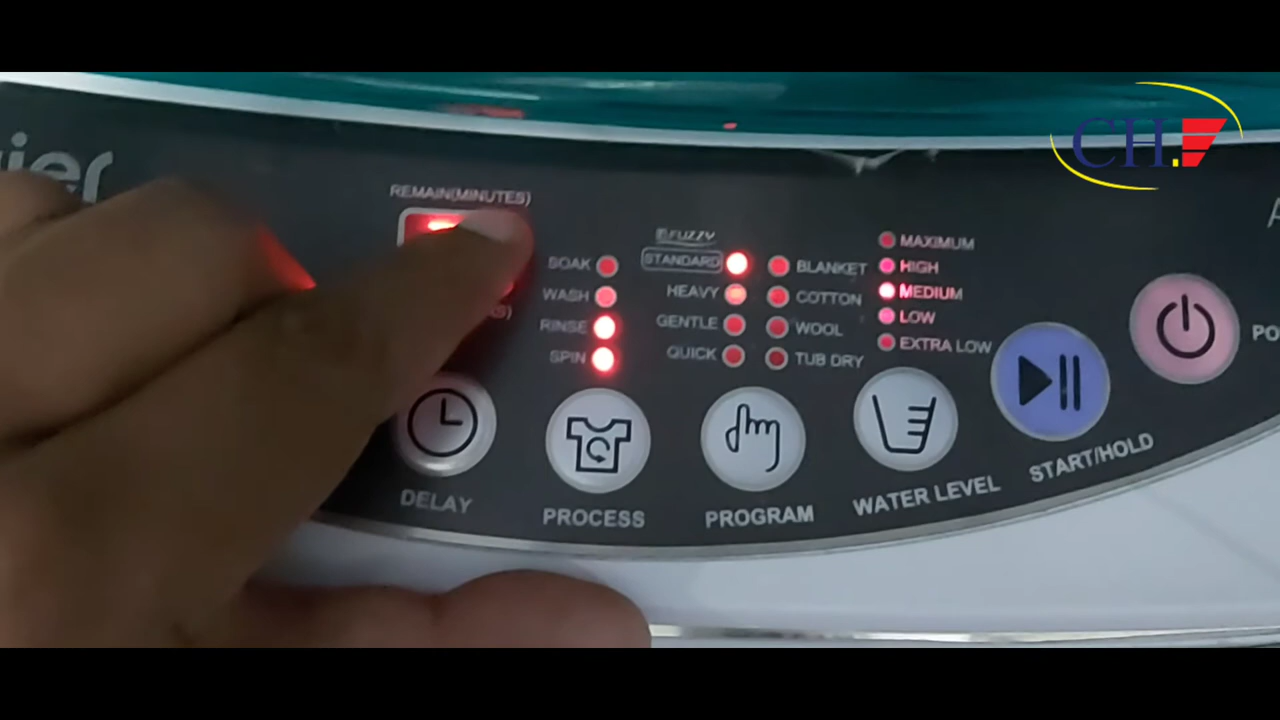 REMAIN(MINUTES)
SOAK
WASH
RINSE
SPIN
FUZZY
STANDARD
HEAVY
GENTLE
QUICK
BLANKET
COTTON
WOOL
TUB DRY
MAXIMUM
HIGH
MEDIUM
LOW
EXTRA LOW
DELAY
PROCESS
PROGRAM
WATER LEVEL
START/HOLD
CH.